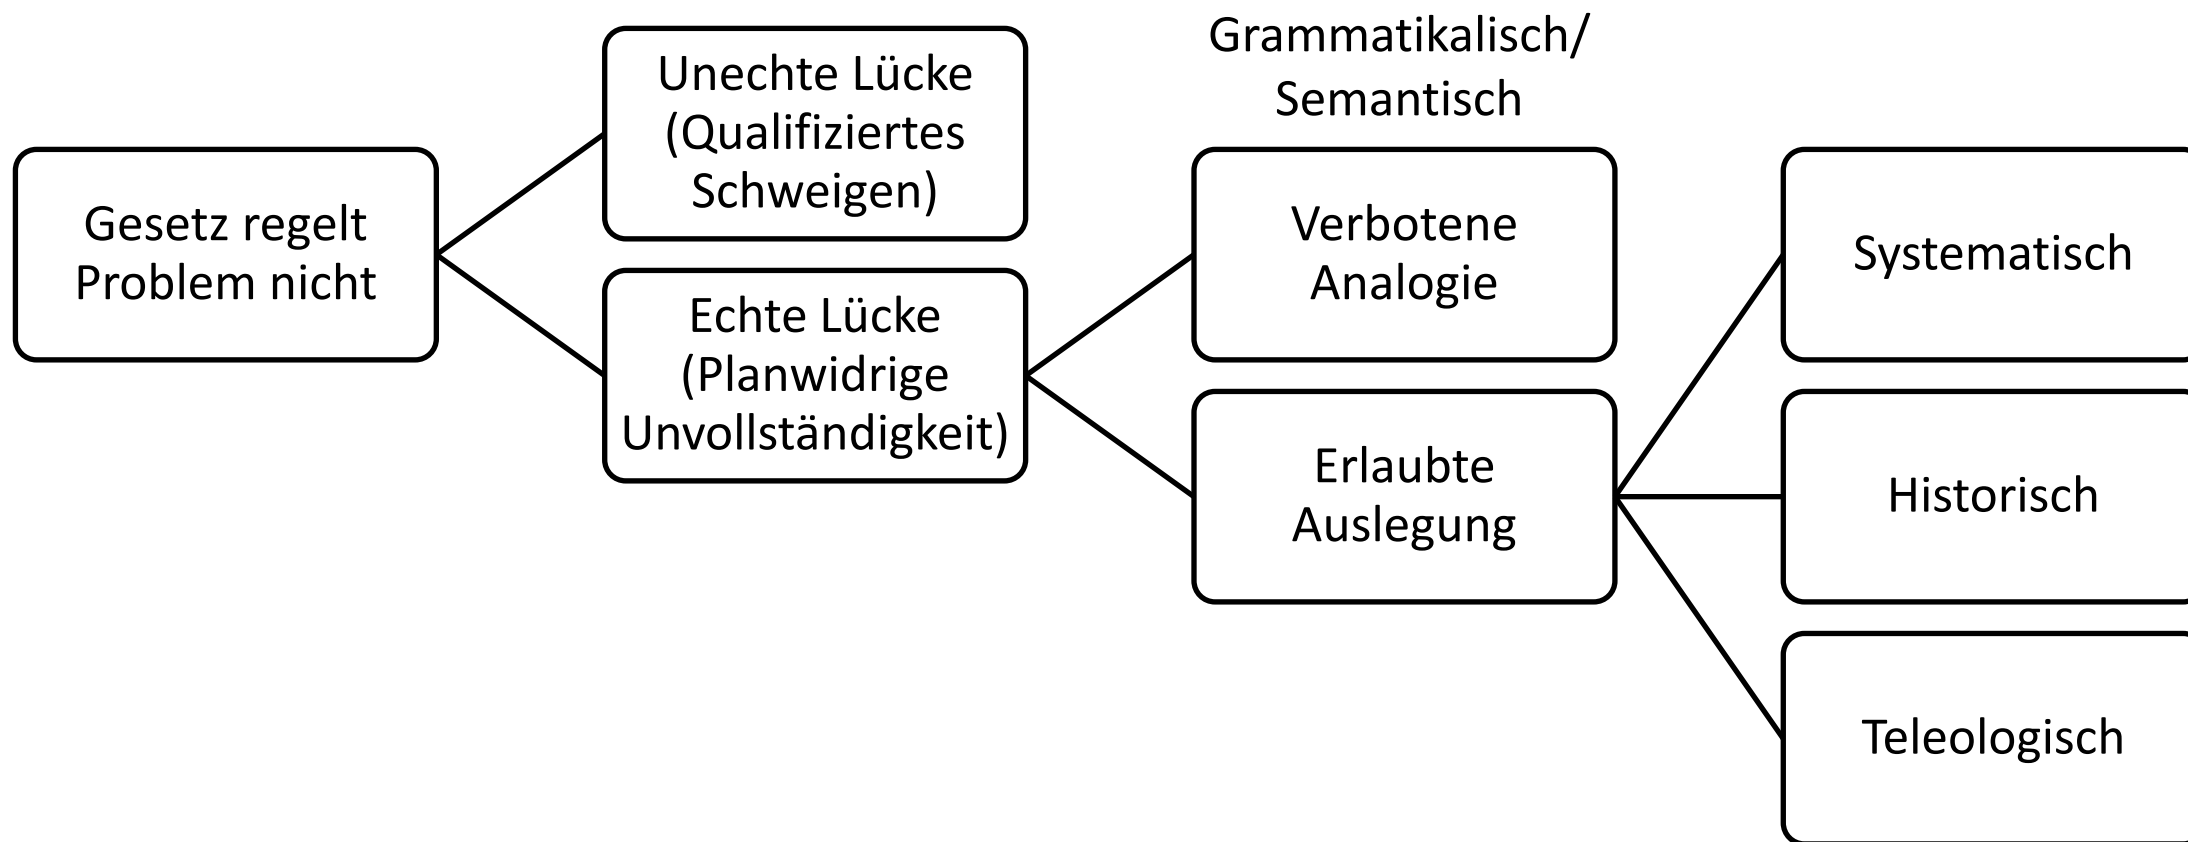 Gesetz regelt
Problem nicht
Unechte Lücke
(Qualifiziertes
Schweigen)
Echte Lücke
(Planwidrige
Unvollständigkeit)
Grammatikalisch/
Semantisch
Verbotene
Analogie
Erlaubte
Auslegung
Systematisch
Historisch
Teleologisch